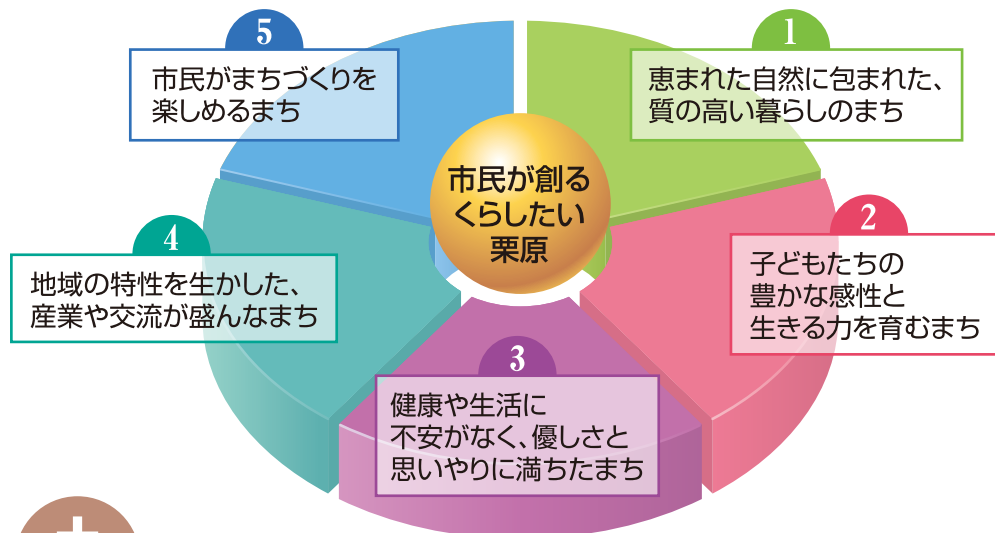 市民が創る
くらしたい
栗原
1
恵まれた自然に包まれた、
質の高い暮らしのまち
2
子どもたちの
豊かな感性と
生きる力を育むまち
3
健康や生活に
不安がなく、優しさと
思いやりに満ちたまち
4
地域の特性を生かした、
産業や交流が盛んなまち
5
市民がまちづくりを
楽しめるまち